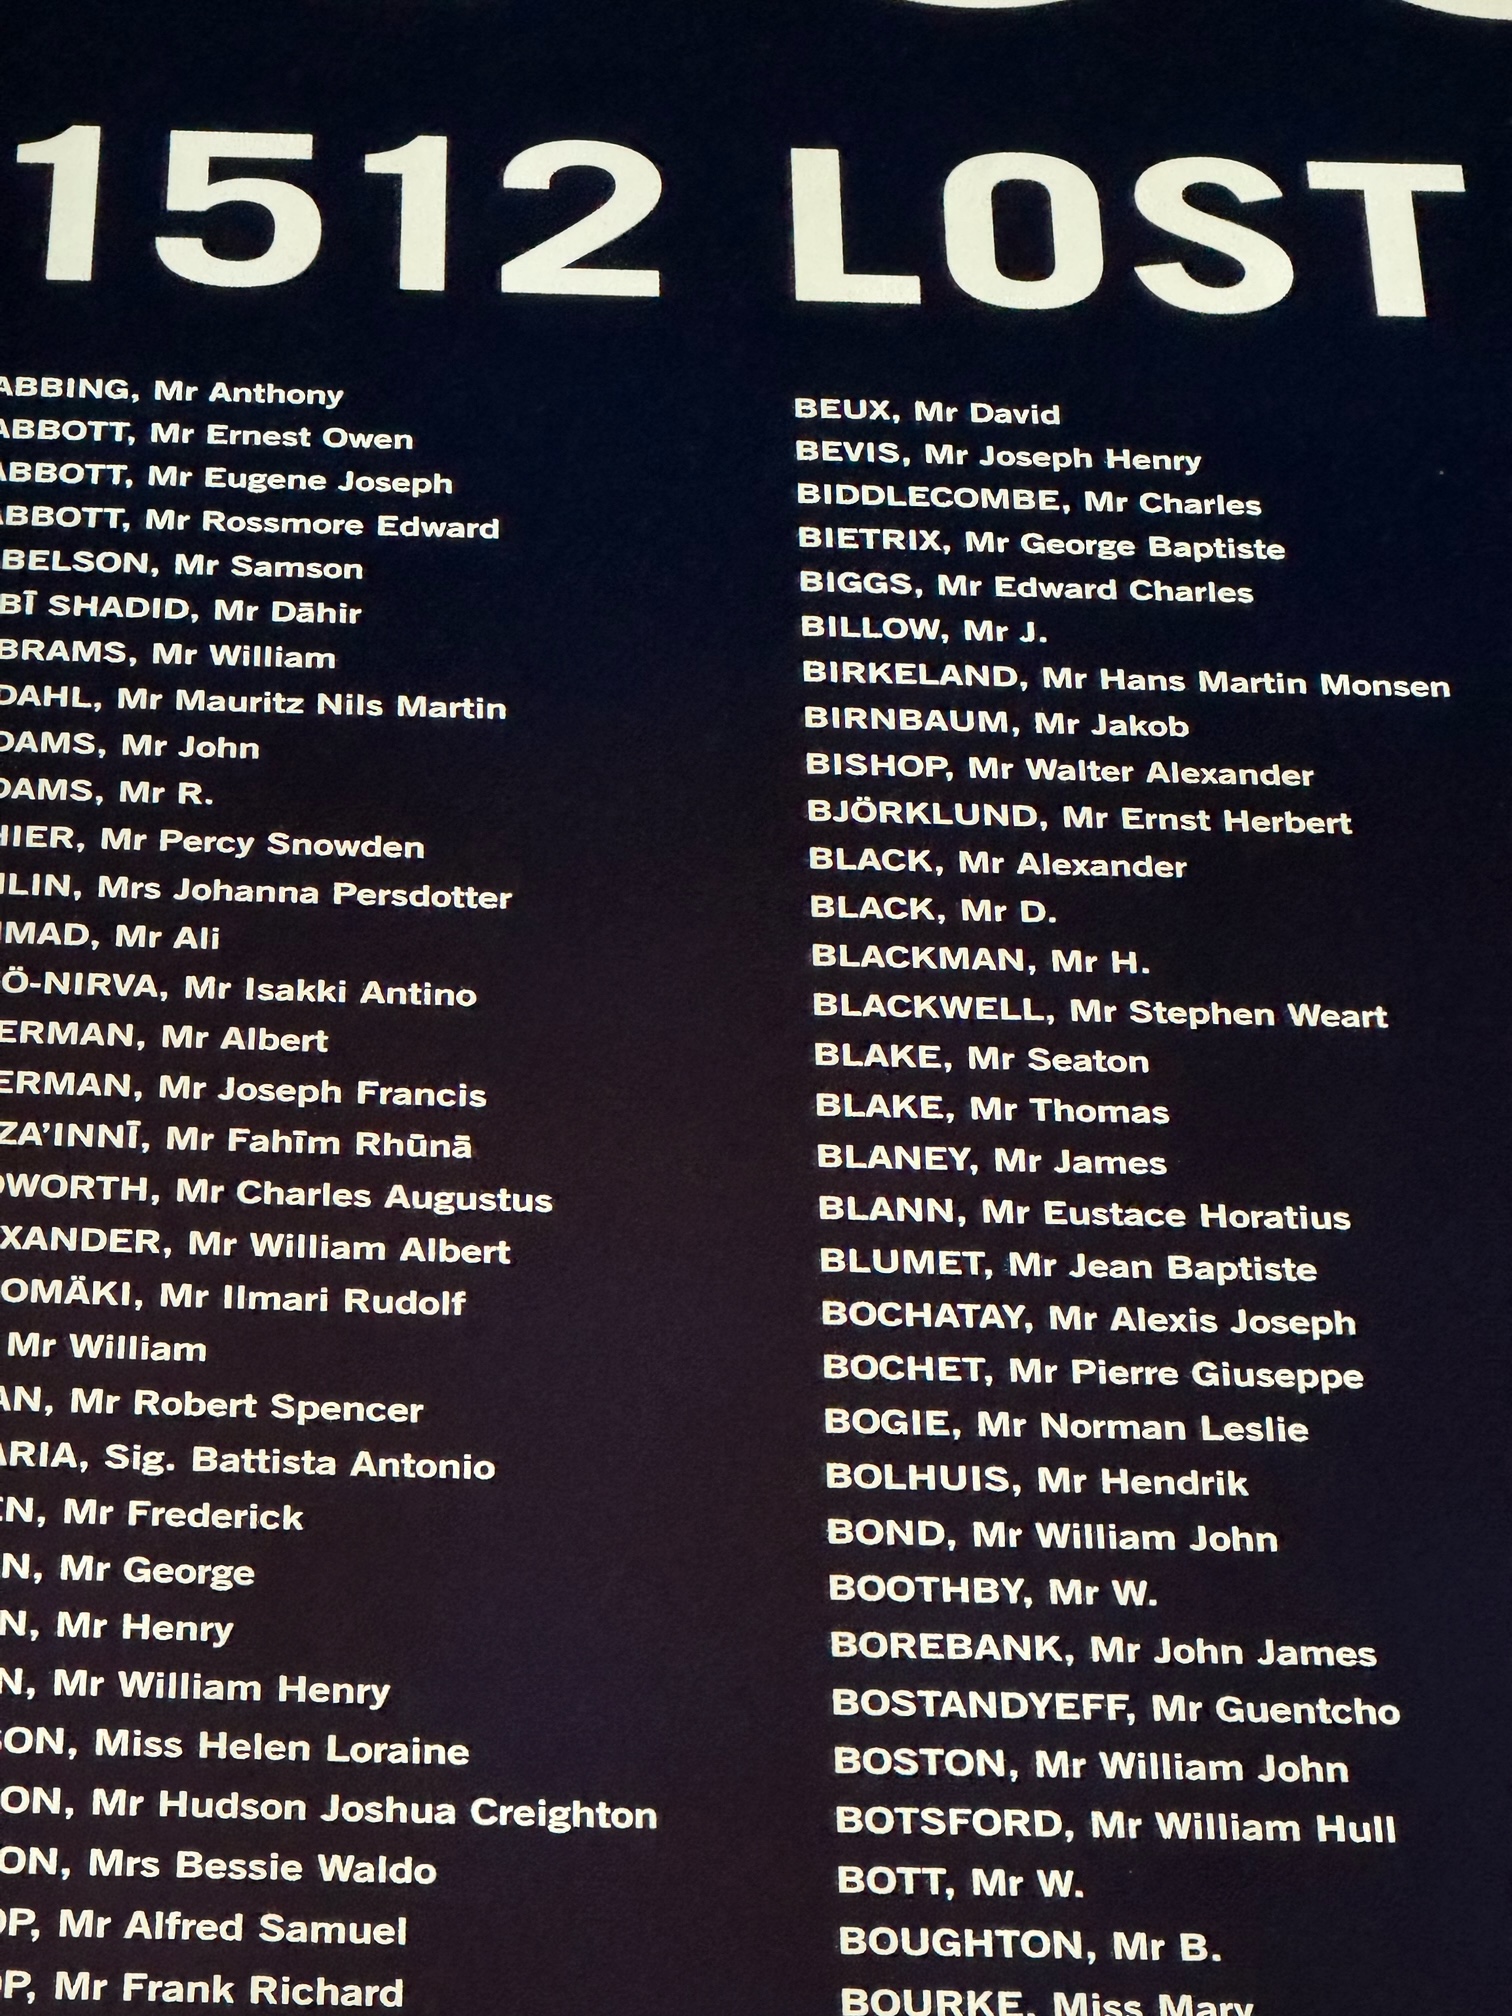 1512 LOST
ABBING, Mr Anthony
ABBOTT, Mr Ernest Owen
ABBOTT, Mr Eugene Joseph
ABBOTT, Mr Rossmore Edward
BELSON, Mr Samson
BĪ SHADID, Mr Dāhir
BRAMS, Mr William
DAHL, Mr Mauritz Nils Martin
DAMS, Mr John
DAMS, Mr R.
HIER, Mr Percy Snowden
ILIN, Mrs Johanna Persdotter
MAD, Mr Ali
Ö-NIRVA, Mr Isakki Antino
ERMAN, Mr Albert
ERMAN, Mr Joseph Francis
ZA’INNĪ, Mr Fahīm Rhūnā
WORTH, Mr Charles Augustus
XANDER, Mr William Albert
OMÄKI, Mr Ilmari Rudolf
Mr William
AN, Mr Robert Spencer
ARIA, Sig. Battista Antonio
EN, Mr Frederick
N, Mr George
N, Mr Henry
N, Mr William Henry
SON, Miss Helen Loraine
ON, Mr Hudson Joshua Creighton
ON, Mrs Bessie Waldo
OP, Mr Alfred Samuel
OP, Mr Frank Richard
BEUX, Mr David
BEVIS, Mr Joseph Henry
BIDDLECOMBE, Mr Charles
BIETRIX, Mr George Baptiste
BIGGS, Mr Edward Charles
BILLOW, Mr J.
BIRKELAND, Mr Hans Martin Monsen
BIRNBAUM, Mr Jakob
BISHOP, Mr Walter Alexander
BJÖRKLUND, Mr Ernst Herbert
BLACK, Mr Alexander
BLACK, Mr D.
BLACKMAN, Mr H.
BLACKWELL, Mr Stephen Weart
BLAKE, Mr Seaton
BLAKE, Mr Thomas
BLANEY, Mr James
BLANN, Mr Eustace Horatius
BLUMET, Mr Jean Baptiste
BOCHATAY, Mr Alexis Joseph
BOCHET, Mr Pierre Giuseppe
BOGIE, Mr Norman Leslie
BOLHUIS, Mr Hendrik
BOND, Mr William John
BOOTHBY, Mr W.
BOREBANK, Mr John James
BOSTANDYEFF, Mr Guentcho
BOSTON, Mr William John
BOTSFORD, Mr William Hull
BOTT, Mr W.
BOUGHTON, Mr B.
BOURKE, Miss Mary